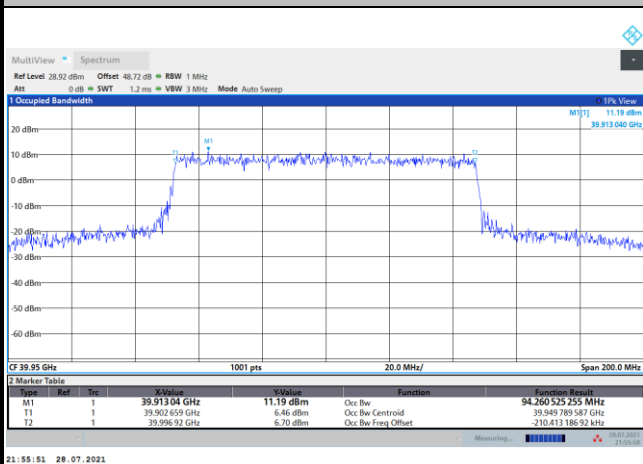 MultiView Spectrum
Ref Level 28.92 dBm Offset 48.72 dB RBW 1 MHz
Att 0 dB SWT 1.2 ms VBW 3 MHz Mode Auto Sweep
1 Occupied Bandwidth 1Pk View
M1[1] 11.19 dBm
39.913 040 GHz
20 dBm
M1
10 dBm
T1 T2
0 dBm
-10 dBm
-20 dBm
-30 dBm
-40 dBm
-50 dBm
-60 dBm
CF 39.95 GHz 1001 pts 20.0 MHz/ Span 200.0 MHz
2 Marker Table
Type Ref Trc X-Value Y-Value Function Function Result
M1 1 39.91304 GHz 11.19 dBm Occ Bw 94.260 525 255 MHz
T1 1 39.902 659 GHz 6.46 dBm Occ Bw Centroid 39.949 789 587 GHz
T2 1 39.996 92 GHz 6.70 dBm Occ Bw Freq Offset -210.413 186 92 kHz
Measuring... 28.07.2021
21:55:50
21:55:51 28.07.2021